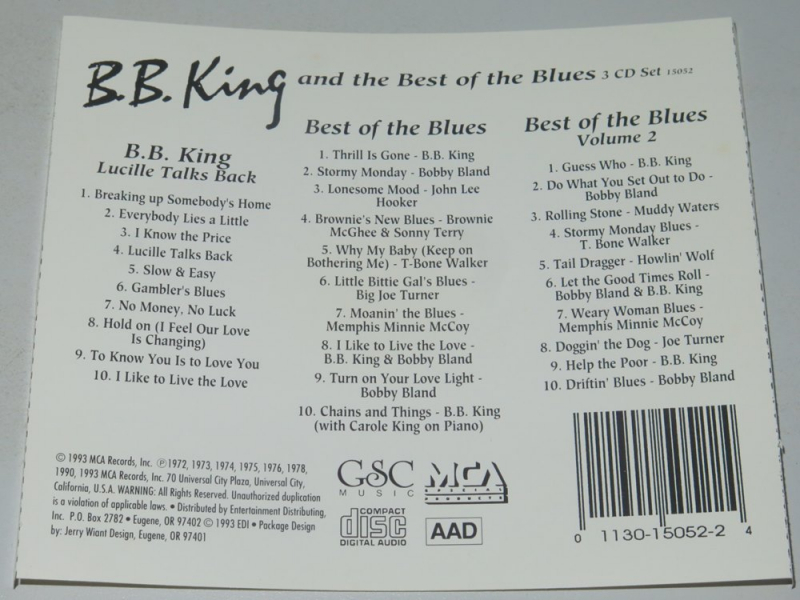 B.B. King and the Best of the Blues 3 CD Set 15052
B.B. King
Lucille Talks Back
1. Breaking up Somebody's Home
2. Everybody Lies a Little
3. I Know the Price
4. Lucille Talks Back
5. Slow & Easy
6. Gambler's Blues
7. No Money, No Luck
8. Hold on (I Feel Our Love
Is Changing)
9. To Know You Is to Love You
10. I Like to Live the Love
Best of the Blues
1. Thrill Is Gone - B.B. King
2. Stormy Monday - Bobby Bland
3. Lonesome Mood - John Lee
Hooker
4. Brownie's New Blues - Brownie
McGhee & Sonny Terry
5. Why My Baby (Keep on
Bothering Me) - T-Bone Walker
6. Little Bittie Gal's Blues -
Big Joe Turner
7. Moanin' the Blues -
Memphis Minnie McCoy
8. I Like to Live the Love -
B.B. King & Bobby Bland
9. Turn on Your Love Light -
Bobby Bland
10. Chains and Things - B.B. King
(with Carole King on Piano)
Best of the Blues
Volume 2
1. Guess Who - B.B. King
2. Do What You Set Out to Do -
Bobby Bland
3. Rolling Stone - Muddy Waters
4. Stormy Monday Blues -
T. Bone Walker
5. Tail Dragger - Howlin' Wolf
6. Let the Good Times Roll -
Bobby Bland & B.B. King
7. Weary Woman Blues -
Memphis Minnie McCoy
8. Doggin' the Dog - Joe Turner
9. Help the Poor - B.B. King
10. Driftin' Blues - Bobby Bland
© 1993 MCA Records, Inc. ℗1972, 1973, 1974, 1975, 1976, 1978,
1990, 1993 MCA Records, Inc. 70 Universal City Plaza, Universal City,
California, U.S.A. WARNING: All Rights Reserved. Unauthorized duplication
is a violation of applicable laws. • Distributed by Entertainment Distributing,
Inc. P.O. Box 2782 • Eugene, OR 97402 © 1993 EDI • Package Design
by: Jerry Wiant Design, Eugene, OR 97401
GSC
MUSIC
MCA
SPECIAL
PRODUCTS
COMPACT
disc
DIGITAL AUDIO
AAD
0 1130-15052-2 4